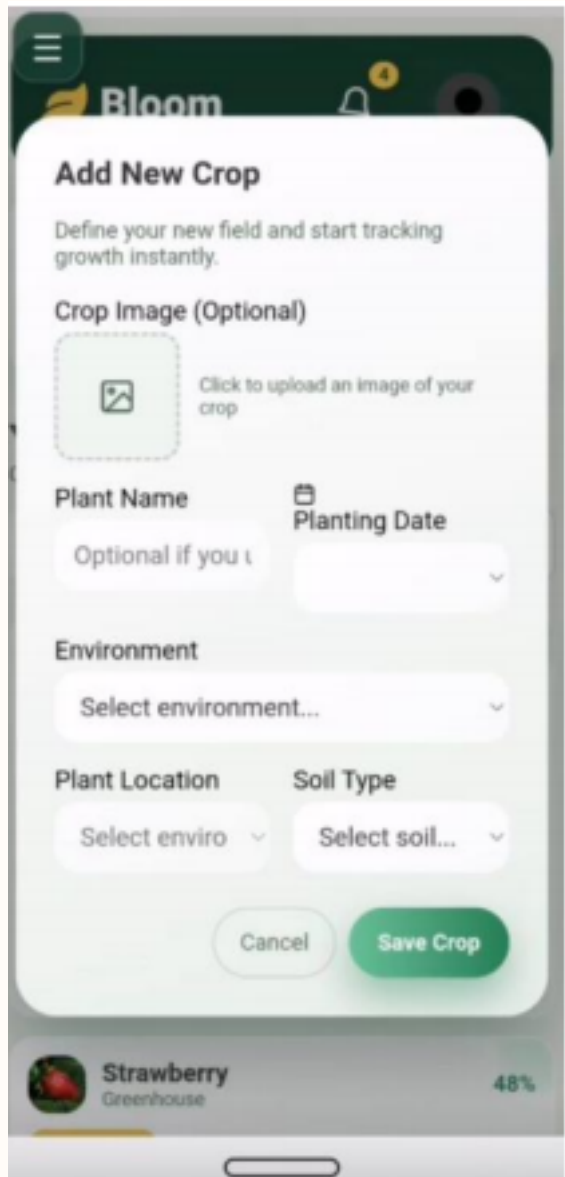 Bloom
4
Add New Crop
Define your new field and start tracking
growth instantly.
Crop Image (Optional)
Click to upload an image of your
crop
Plant Name
Planting Date
Optional if you
Environment
Select environment...
Plant Location
Soil Type
Select enviro
Select soil...
Cancel
Save Crop
Strawberry
Greenhouse
48%